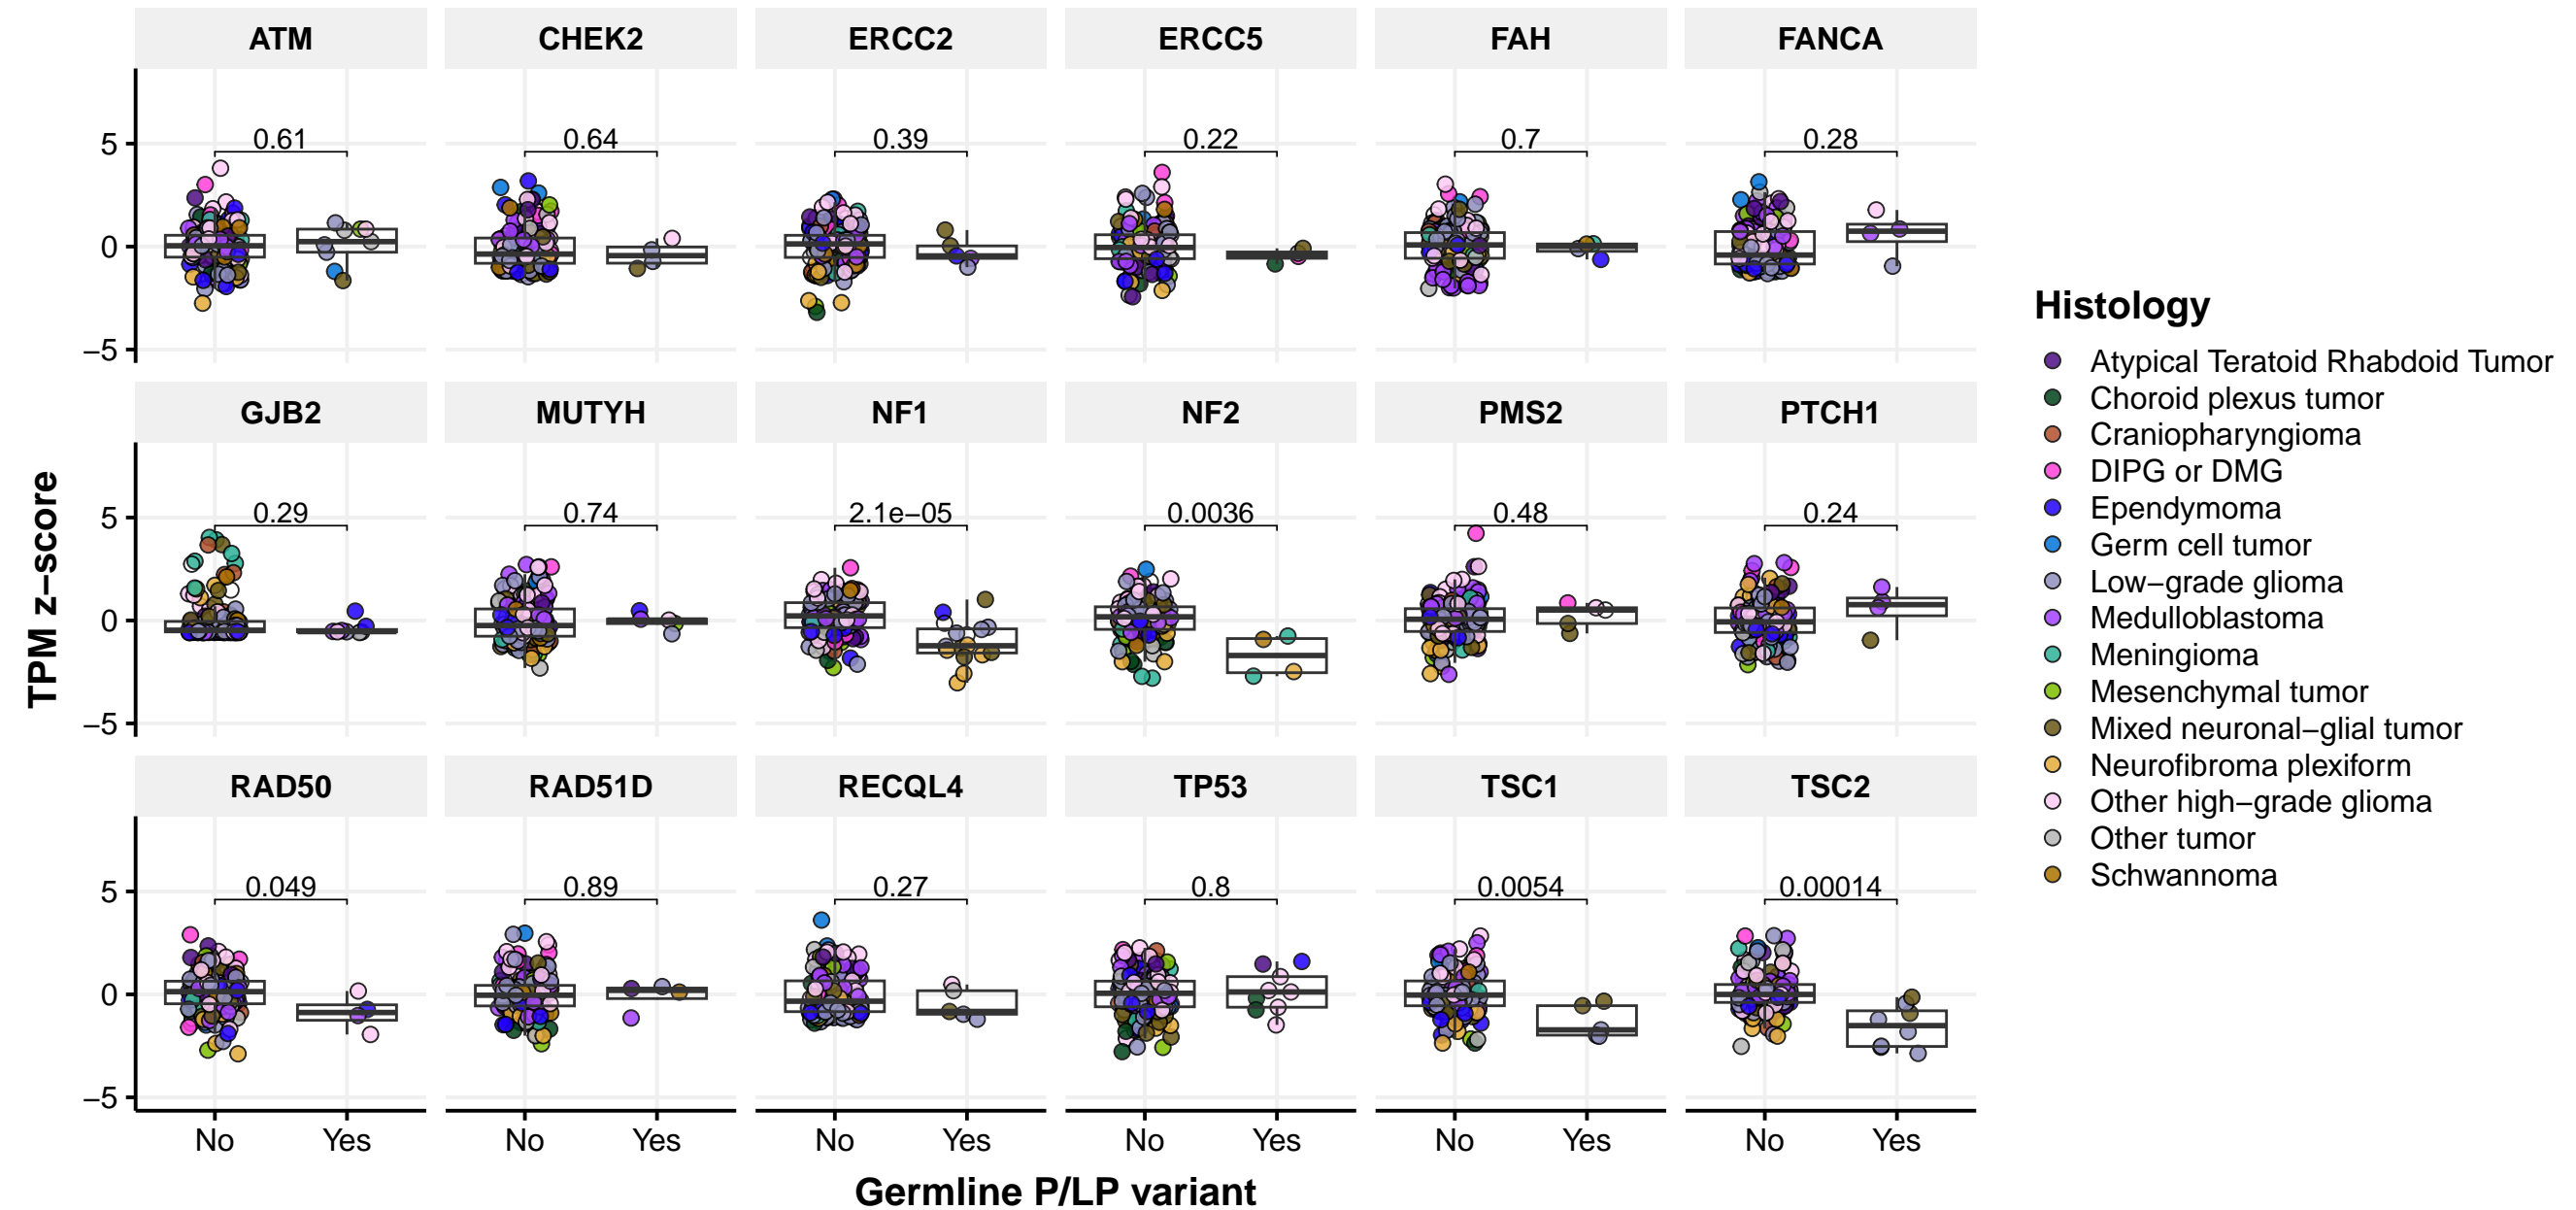 ATM CHEK2 ERCC2 ERCC5 FAH FANCA
5 0.61 0.64 0.39 0.22 0.7 0.28
0
−5
GJB2 MUTYH NF1 NF2 PMS2 PTCH1
5 0.29 0.74 2.1e−05 0.0036 0.48 0.24
0
−5
RAD50 RAD51D RECQL4 TP53 TSC1 TSC2
5 0.049 0.89 0.27 0.8 0.0054 0.00014
0
−5
No Yes No Yes No Yes No Yes No Yes No Yes
Germline P/LP variant
TPM z−score
Histology
Atypical Teratoid Rhabdoid Tumor
Choroid plexus tumor
Craniopharyngioma
DIPG or DMG
Ependymoma
Germ cell tumor
Low−grade glioma
Medulloblastoma
Meningioma
Mesenchymal tumor
Mixed neuronal−glial tumor
Neurofibroma plexiform
Other high−grade glioma
Other tumor
Schwannoma